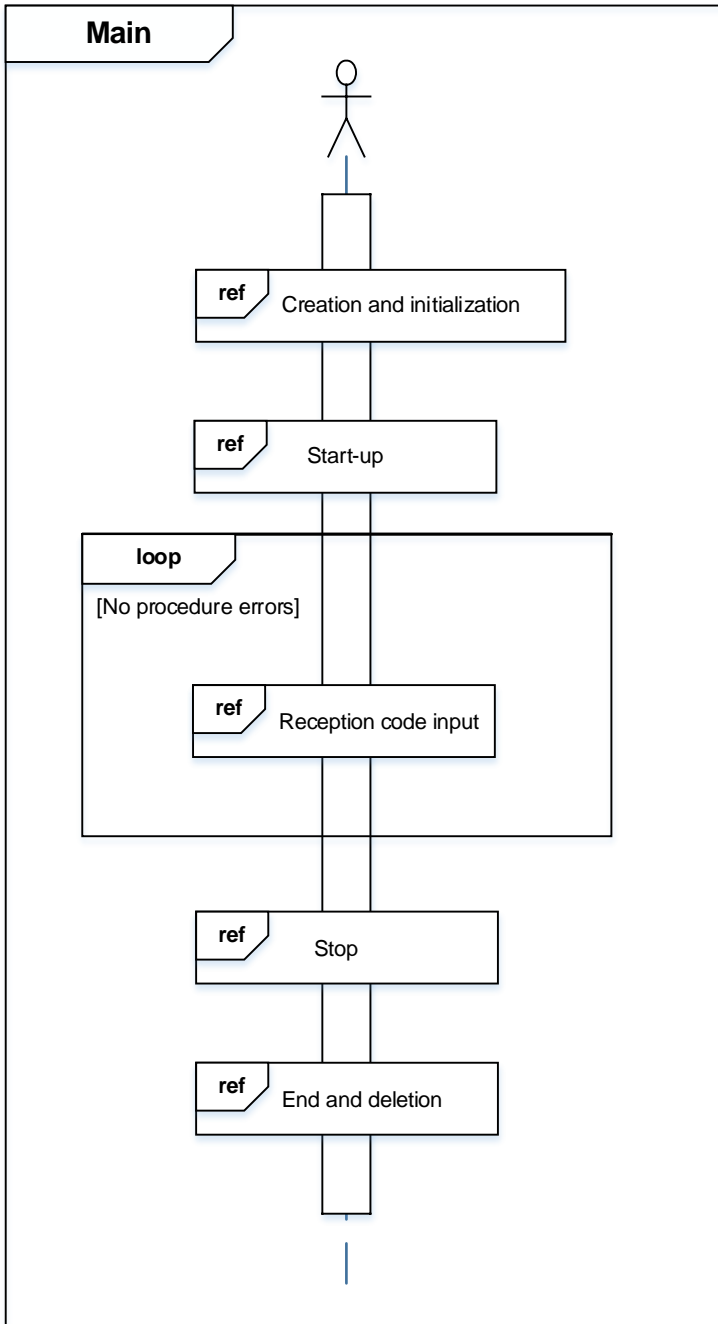 Main
ref
Creation and initialization
ref
Start-up
loop
[No procedure errors]
ref
Reception code input
ref
Stop
ref
End and deletion